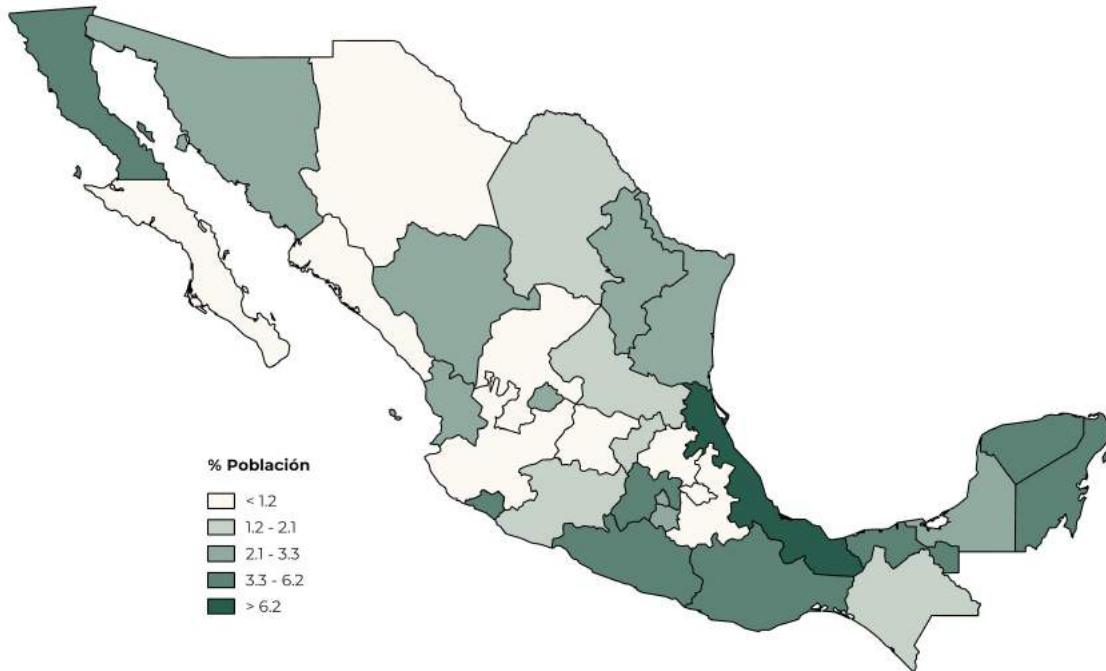 % Población
< 1.2
1.2 - 2.1
2.1 - 3.3
3.3 - 6.2
> 6.2